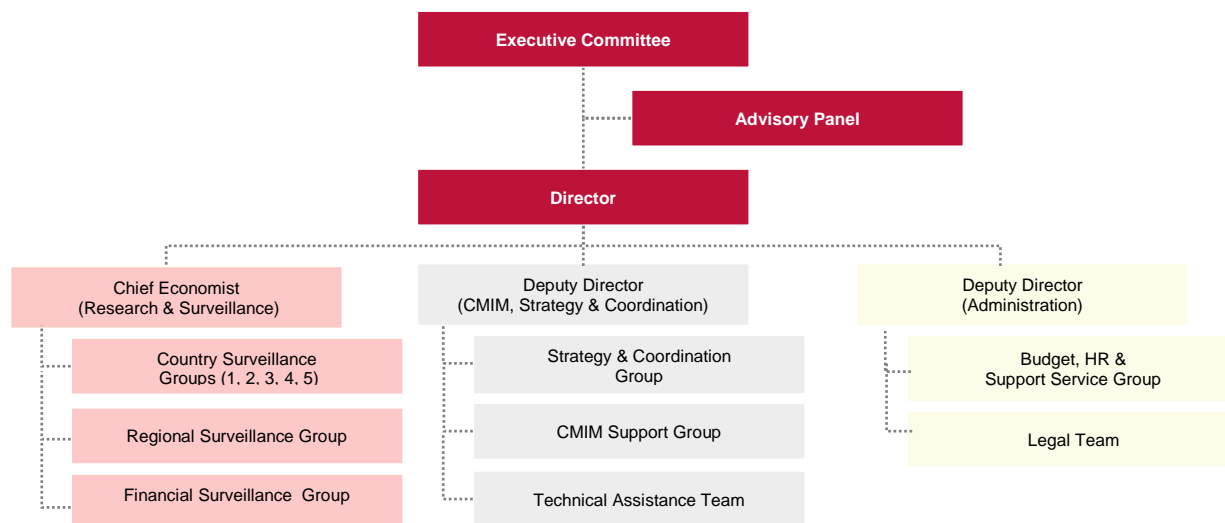 Executive Committee
Advisory Panel
Director
Chief Economist
(Research & Surveillance)
Country Surveillance
Groups (1, 2, 3, 4, 5)
Regional Surveillance Group
Financial Surveillance Group
Deputy Director
(CMIM, Strategy & Coordination)
Strategy & Coordination
Group
CMIM Support Group
Technical Assistance Team
Deputy Director
(Administration)
Budget, HR &
Support Service Group
Legal Team